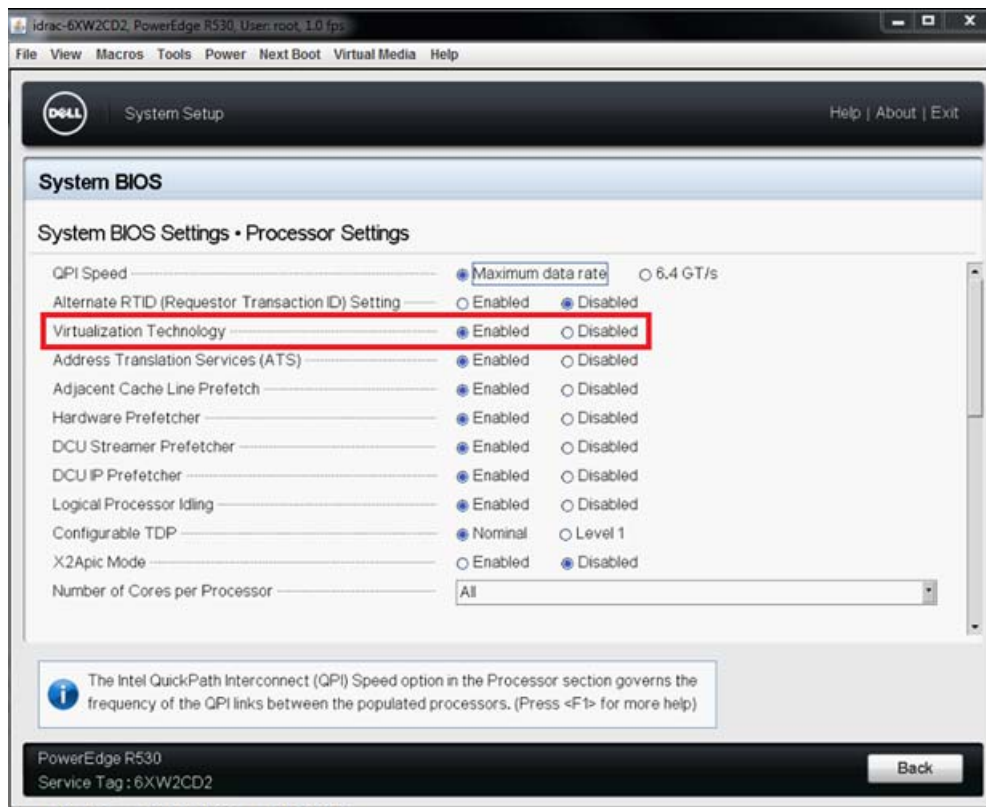 idrac-6XW2CD2, PowerEdge R530, User: root, 1.0 fps
File View Macros Tools Power Next Boot Virtual Media Help
DELL System Setup Help | About | Exit
System BIOS
System BIOS Settings • Processor Settings
QPI Speed Maximum data rate 6.4 GT/s
Alternate RTID (Requestor Transaction ID) Setting Enabled Disabled
Virtualization Technology Enabled Disabled
Address Translation Services (ATS) Enabled Disabled
Adjacent Cache Line Prefetch Enabled Disabled
Hardware Prefetcher Enabled Disabled
DCU Streamer Prefetcher Enabled Disabled
DCU IP Prefetcher Enabled Disabled
Logical Processor Idling Enabled Disabled
Configurable TDP Nominal Level 1
X2Apic Mode Enabled Disabled
Number of Cores per Processor All
The Intel QuickPath Interconnect (QPI) Speed option in the Processor section governs the
frequency of the QPI links between the populated processors. (Press <F1> for more help)
PowerEdge R530
Service Tag : 6XW2CD2 Back